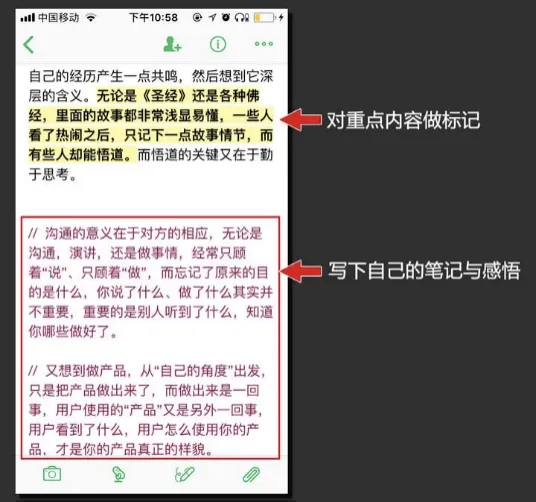 中国移动
下午10:58
自己的经历产生一点共鸣，然后想到它深
层的含义。无论是《圣经》还是各种佛
经，里面的故事都非常浅显易懂，一些人
看了热闹之后，只记下一点故事情节，而
有些人却能悟道。而悟道的关键又在于勤
于思考。
对重点内容做标记
// 沟通的意义在于对方的相应，无论是
沟通，演讲，还是做事情，经常只顾
着“说”、只顾着“做”，而忘记了原来的目
的是什么，你说了什么、做了什么其实并
不重要，重要的是别人听到了什么，知道
你哪些做好了。
写下自己的笔记与感悟
// 又想到做产品，从“自己的角度”出发，
只是把产品做出来了，而做出来是一回
事，用户使用的“产品”又是另外一回事，
用户看到了什么，用户怎么使用你的产
品，才是你的产品真正的样貌。